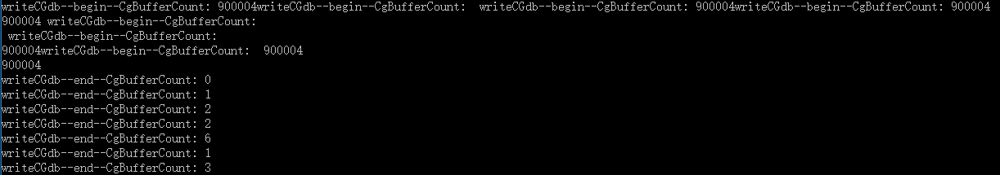 writeCGdb--begin--CgBufferCount: 900004writeCGdb--begin--CgBufferCount:  writeCGdb--begin--CgBufferCount: 900004writeCGdb--begin--CgBufferCount: 900004
900004 writeCGdb--begin--CgBufferCount:
 writeCGdb--begin--CgBufferCount:
900004writeCGdb--begin--CgBufferCount:  900004
900004
writeCGdb--end--CgBufferCount: 0
writeCGdb--end--CgBufferCount: 1
writeCGdb--end--CgBufferCount: 2
writeCGdb--end--CgBufferCount: 2
writeCGdb--end--CgBufferCount: 6
writeCGdb--end--CgBufferCount: 1
writeCGdb--end--CgBufferCount: 3